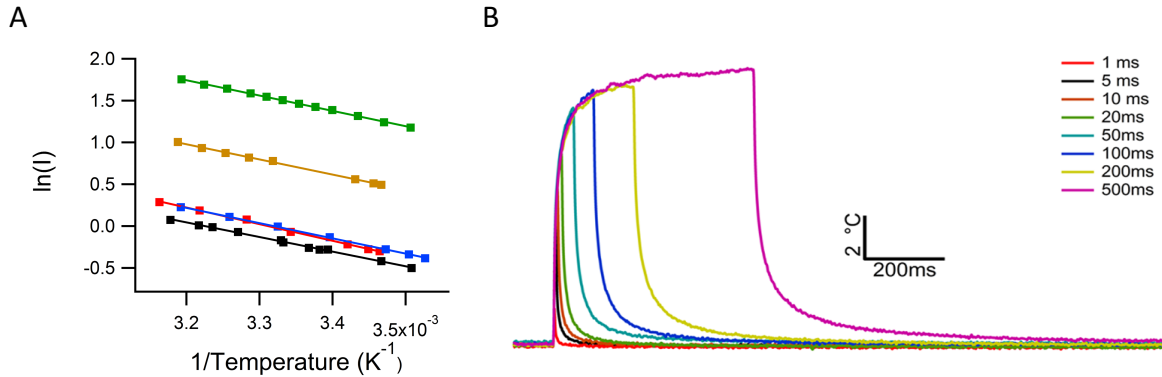 A
B
2.0
1.5
1.0
0.5
0.0
-0.5
ln(I)
3.2
3.3
3.4
3.5x10⁻³
1/Temperature (K⁻¹)
1 ms
5 ms
10 ms
20ms
50ms
100ms
200ms
500ms
2 °C
200ms